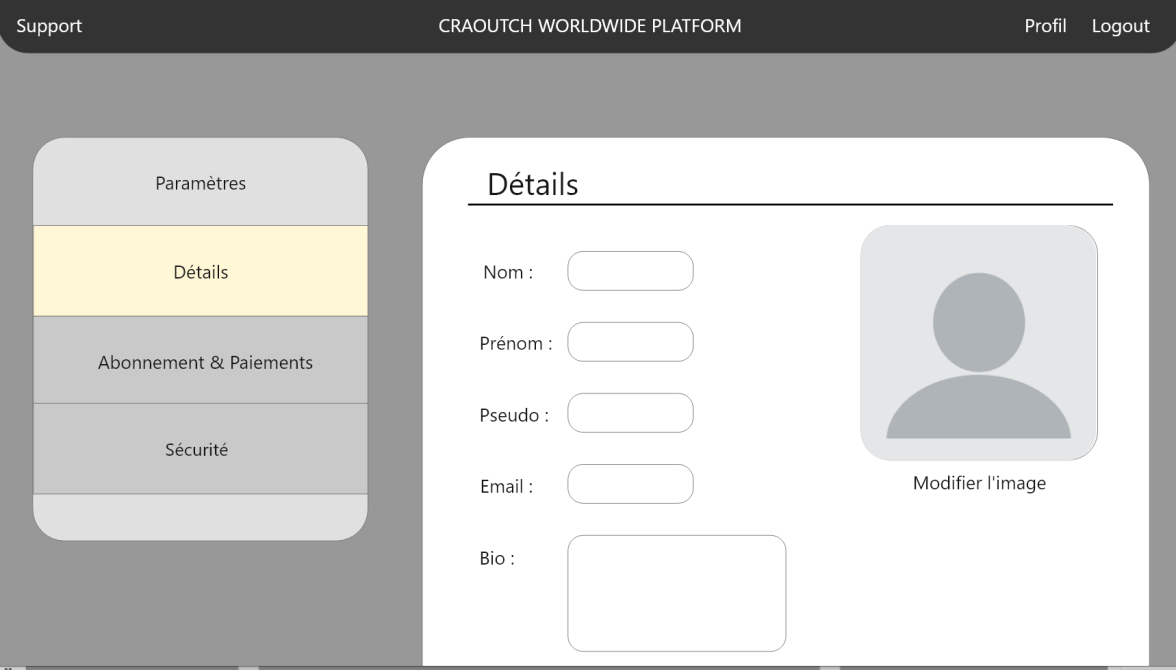 Support
CRAOUTCH WORLDWIDE PLATFORM
Profil
Logout
Paramètres
Détails
Abonnement & Paiements
Sécurité
Détails
Nom :
Prénom :
Pseudo :
Email :
Bio :
Modifier l'image